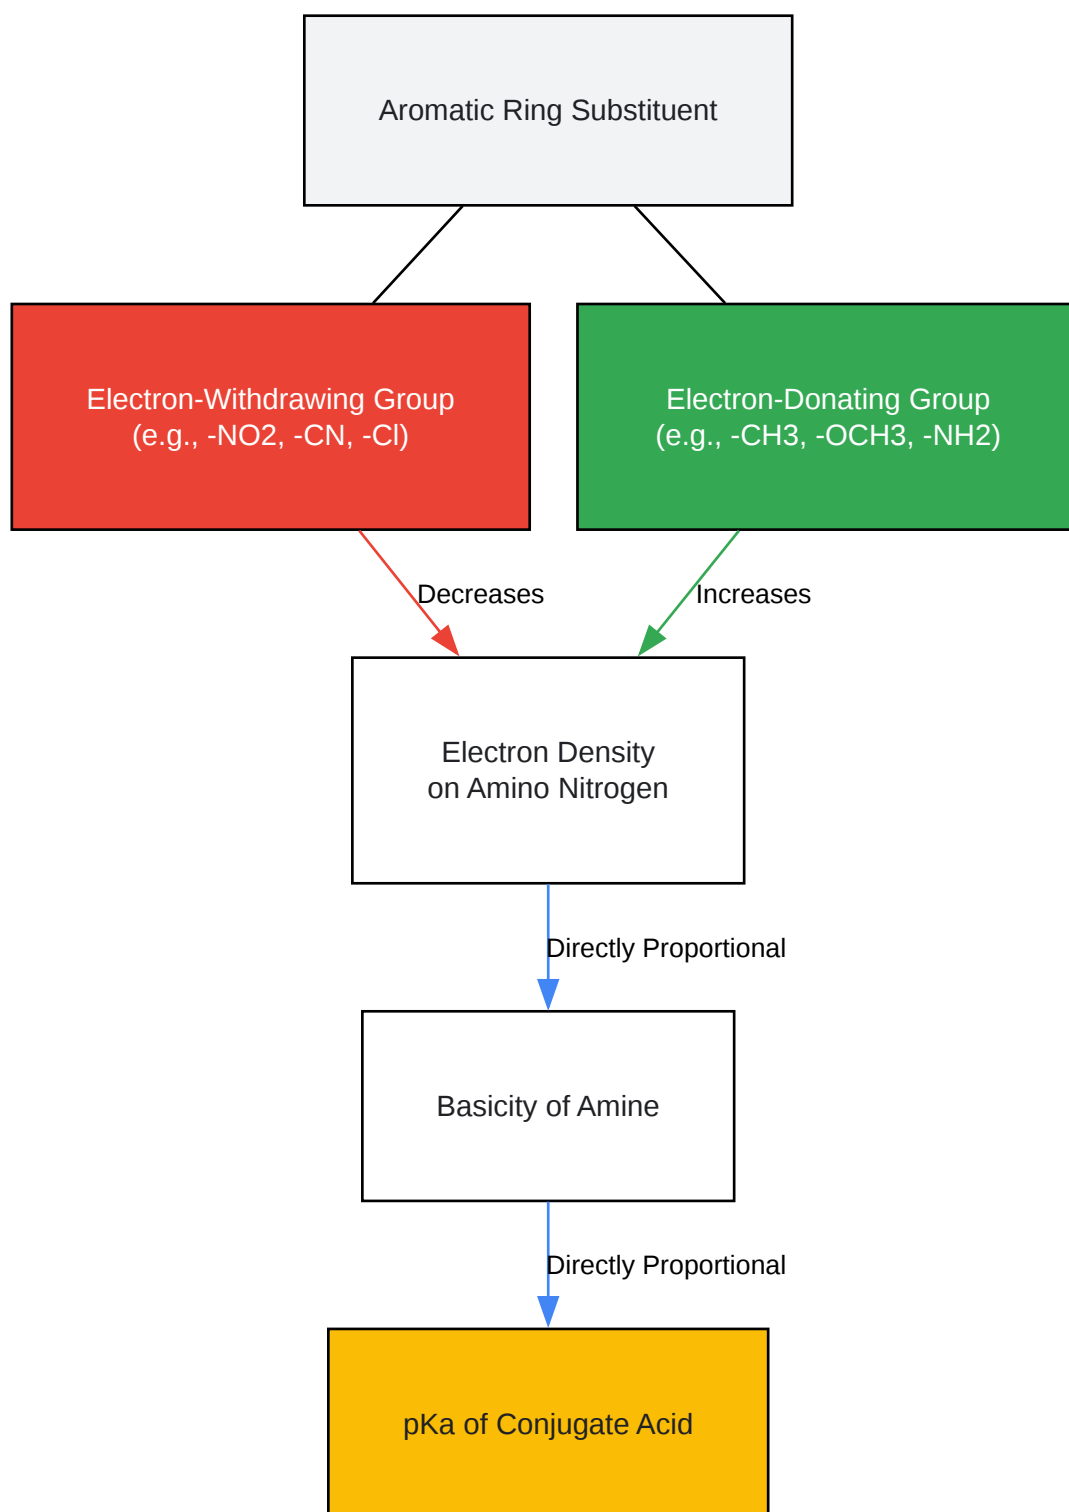 Aromatic Ring Substituent
Electron-Withdrawing Group
(e.g., -NO2, -CN, -Cl)
Electron-Donating Group
(e.g., -CH3, -OCH3, -NH2)
Decreases
Increases
Electron Density
on Amino Nitrogen
Directly Proportional
Basicity of Amine
Directly Proportional
pKa of Conjugate Acid